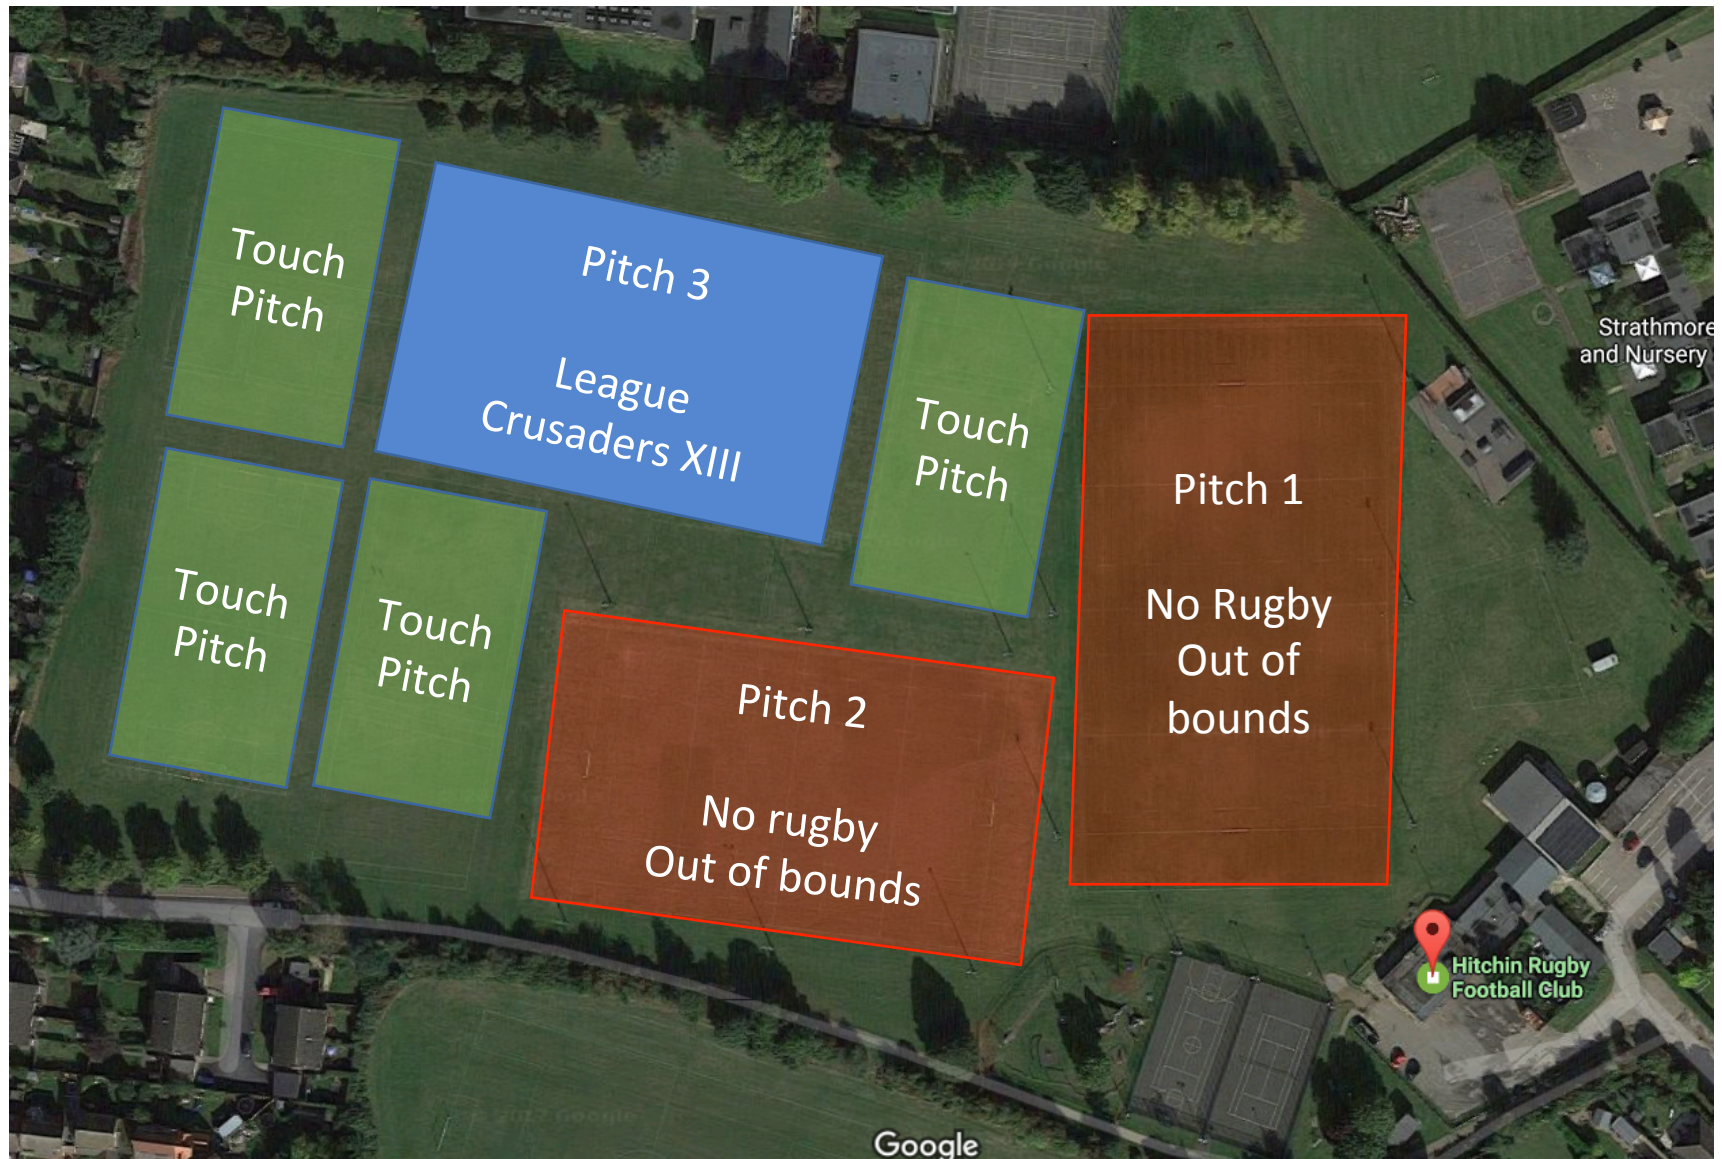 Touch
Pitch
Pitch 3
League
Crusaders XIII
Touch
Pitch
Pitch 1
No Rugby
Out of
bounds
Strathmore
and Nursery
Touch
Pitch
Touch
Pitch
Pitch 2
No rugby
Out of bounds
Hitchin Rugby
Football Club
Google